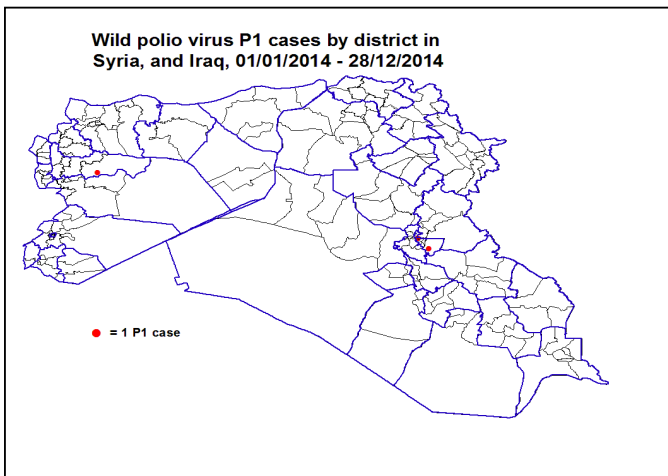 Wild polio virus P1 cases by district in
Syria, and Iraq, 01/01/2014 - 28/12/2014
= 1 P1 case